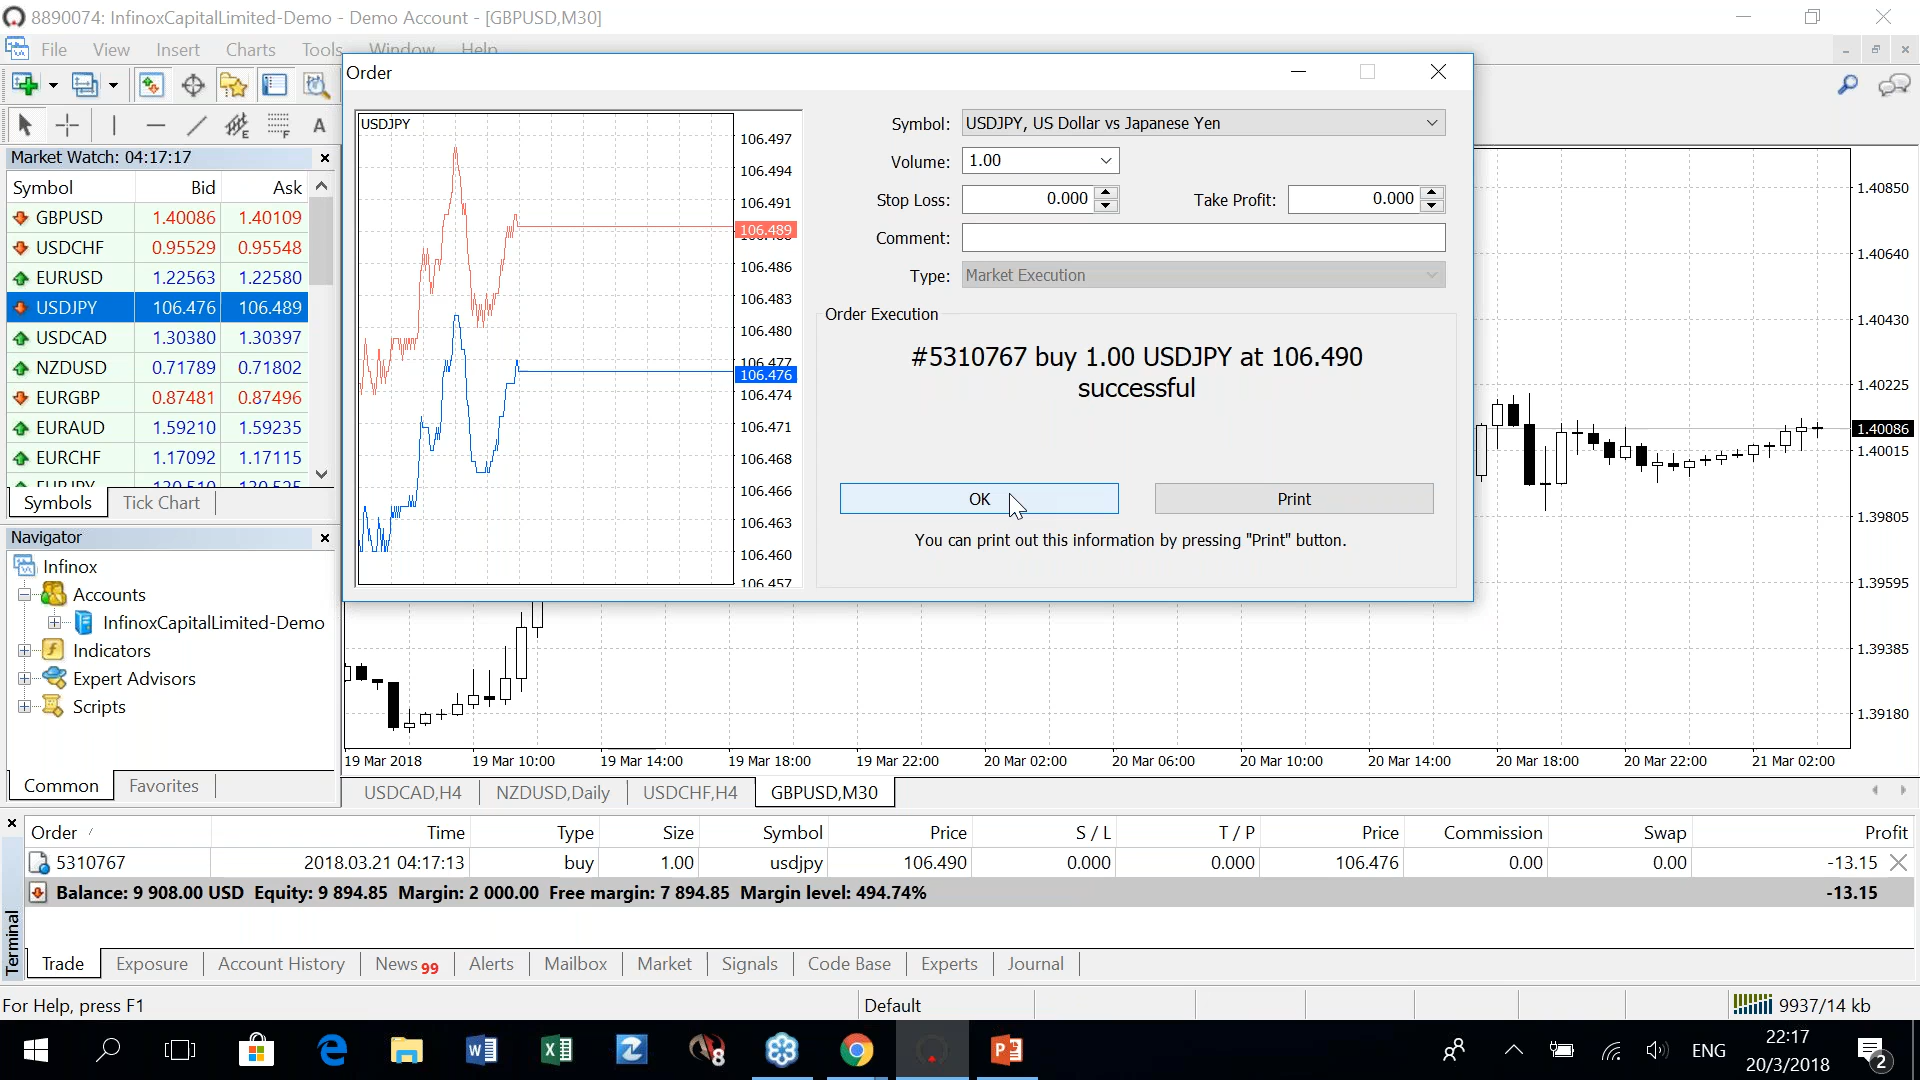 8890074: InfinoxCapitalLimited-Demo - Demo Account - [GBPUSD,M30]
File View Insert Charts Tools Window Help
Order
Market Watch: 04:17:17
Symbol Bid Ask
GBPUSD 1.40086 1.40109
USDCHF 0.95529 0.95548
EURUSD 1.22563 1.22580
USDJPY 106.476 106.489
USDCAD 1.30380 1.30397
NZDUSD 0.71789 0.71802
EURGBP 0.87481 0.87496
EURAUD 1.59210 1.59235
EURCHF 1.17092 1.17115
EURJPY 130.510 130.525
Symbols Tick Chart
USDJPY
106.497
106.494
106.491
106.489
106.486
106.483
106.480
106.477
106.476
106.474
106.471
106.468
106.466
106.463
106.460
106.457
Symbol: USDJPY, US Dollar vs Japanese Yen
Volume: 1.00
Stop Loss: 0.000 Take Profit: 0.000
Comment:
Type: Market Execution
Order Execution
#5310767 buy 1.00 USDJPY at 106.490
successful
OK Print
You can print out this information by pressing "Print" button.
1.40850
1.40640
1.40430
1.40225
1.40086
1.40015
1.39805
1.39595
1.39385
1.39180
Navigator
Infinox
Accounts
InfinoxCapitalLimited-Demo
Indicators
Expert Advisors
Scripts
Common Favorites
19 Mar 2018 19 Mar 10:00 19 Mar 14:00 19 Mar 18:00 19 Mar 22:00 20 Mar 02:00 20 Mar 06:00 20 Mar 10:00 20 Mar 14:00 20 Mar 18:00 20 Mar 22:00 21 Mar 02:00
USDCAD,H4 NZDUSD,Daily USDCHF,H4 GBPUSD,M30
Order Time Type Size Symbol Price S / L T / P Price Commission Swap Profit
5310767 2018.03.21 04:17:13 buy 1.00 usdjpy 106.490 0.000 0.000 106.476 0.00 0.00 -13.15
Balance: 9 908.00 USD Equity: 9 894.85 Margin: 2 000.00 Free margin: 7 894.85 Margin level: 494.74% -13.15
Terminal
Trade Exposure Account History News 99 Alerts Mailbox Market Signals Code Base Experts Journal
For Help, press F1 Default 9937/14 kb
ENG
22:17
20/3/2018
2